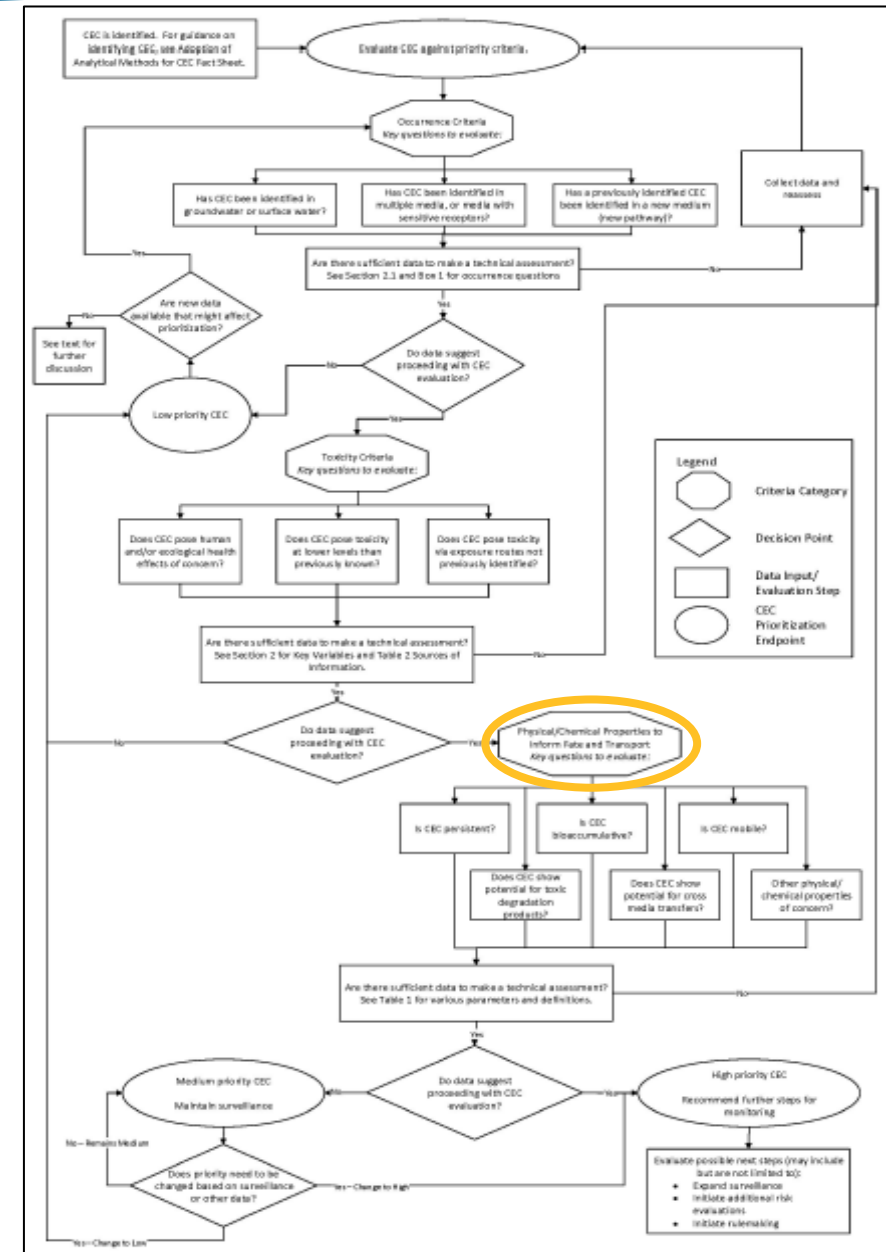 CEC is identified. For guidance on
identifying CEC, see Adoption of
Analytical Methods for CEC Fact Sheet.
Evaluate CEC against priority criteria.
Occurrence Criteria
Key questions to evaluate:
Has CEC been identified in
groundwater or surface water?
Has CEC been identified in
multiple media, or media with
sensitive receptors?
Has a previously identified CEC
been identified in a new medium
(new pathway)?
Collect data and
reassess
Are there sufficient data to make a technical assessment?
See Section 2.1 and Box 1 for occurrence questions
No
Yes
Yes
Are new data
available that might affect
prioritization?
No
See text for
further
discussion
Do data suggest
proceeding with CEC
evaluation?
No
Low priority CEC
Yes
Toxicity Criteria
Key questions to evaluate:
Does CEC pose human
and/or ecological health
effects of concern?
Does CEC pose toxicity
at lower levels than
previously known?
Does CEC pose toxicity
via exposure routes not
previously identified?
Legend
Criteria Category
Decision Point
Data Input/
Evaluation Step
CEC
Prioritization
Endpoint
Are there sufficient data to make a technical assessment?
See Section 2 for Key Variables and Table 2 Sources of
Information.
No
Yes
Do data suggest
proceeding with CEC
evaluation?
No
Yes
Physical/Chemical Properties to
Inform Fate and Transport
Key questions to evaluate:
Is CEC persistent?
Is CEC
bioaccumulative?
Is CEC mobile?
Does CEC show
potential for toxic
degradation
products?
Does CEC show
potential for cross
media transfers?
Other physical/
chemical properties
of concern?
Are there sufficient data to make a technical assessment?
See Table 1 for various parameters and definitions.
No
Yes
Do data suggest
proceeding with CEC
evaluation?
No
Yes
Medium priority CEC
Maintain surveillance
High priority CEC
Recommend further steps for
monitoring
No—Remains Medium
Does priority need to be
changed based on surveillance
or other data?
Yes—Change to High
Yes—Change to Low
Evaluate possible next steps (may include
but are not limited to):
• Expand surveillance
• Initiate additional risk
evaluations
• Initiate rulemaking